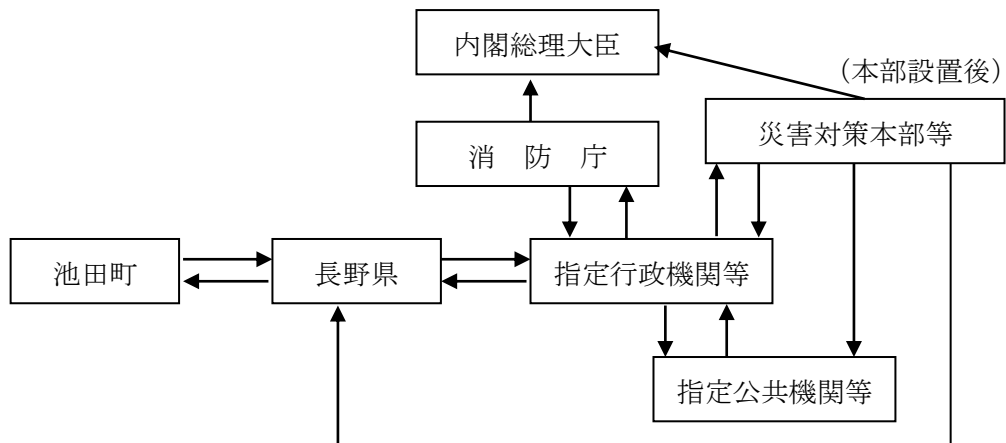 内閣総理大臣
（本部設置後）
災害対策本部等
消　防　庁
池田町
長野県
指定行政機関等
指定公共機関等